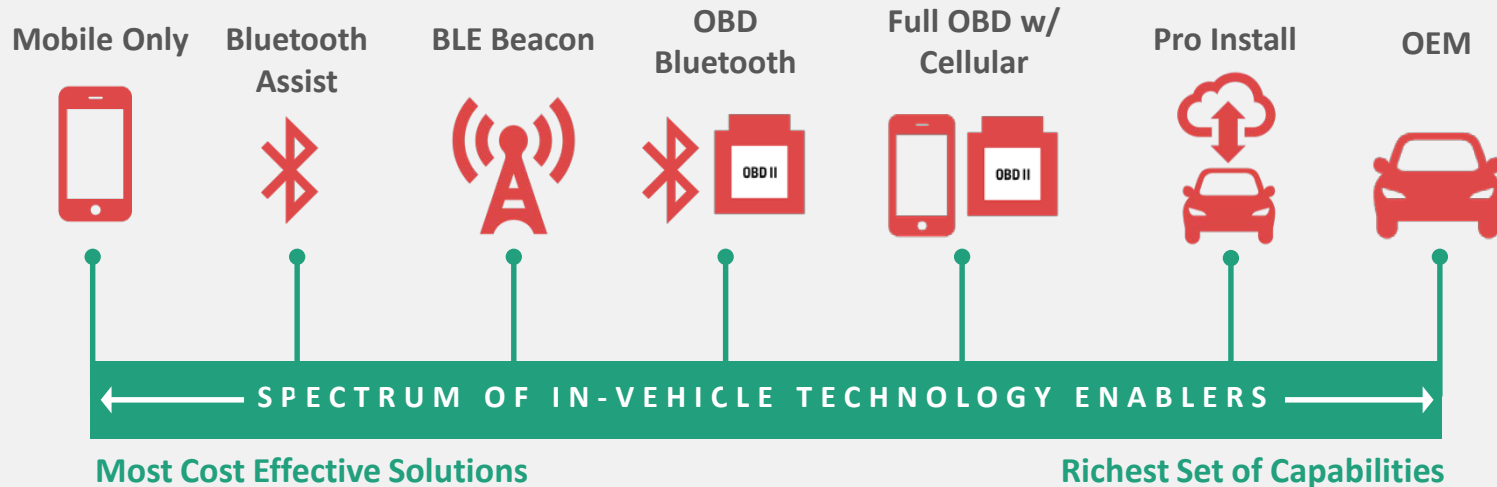 Mobile Only
Bluetooth
Assist
BLE Beacon
OBD
Bluetooth
Full OBD w/
Cellular
Pro Install
OEM
OBD II
OBD II
SPECTRUM OF IN-VEHICLE TECHNOLOGY ENABLERS
Most Cost Effective Solutions
Richest Set of Capabilities